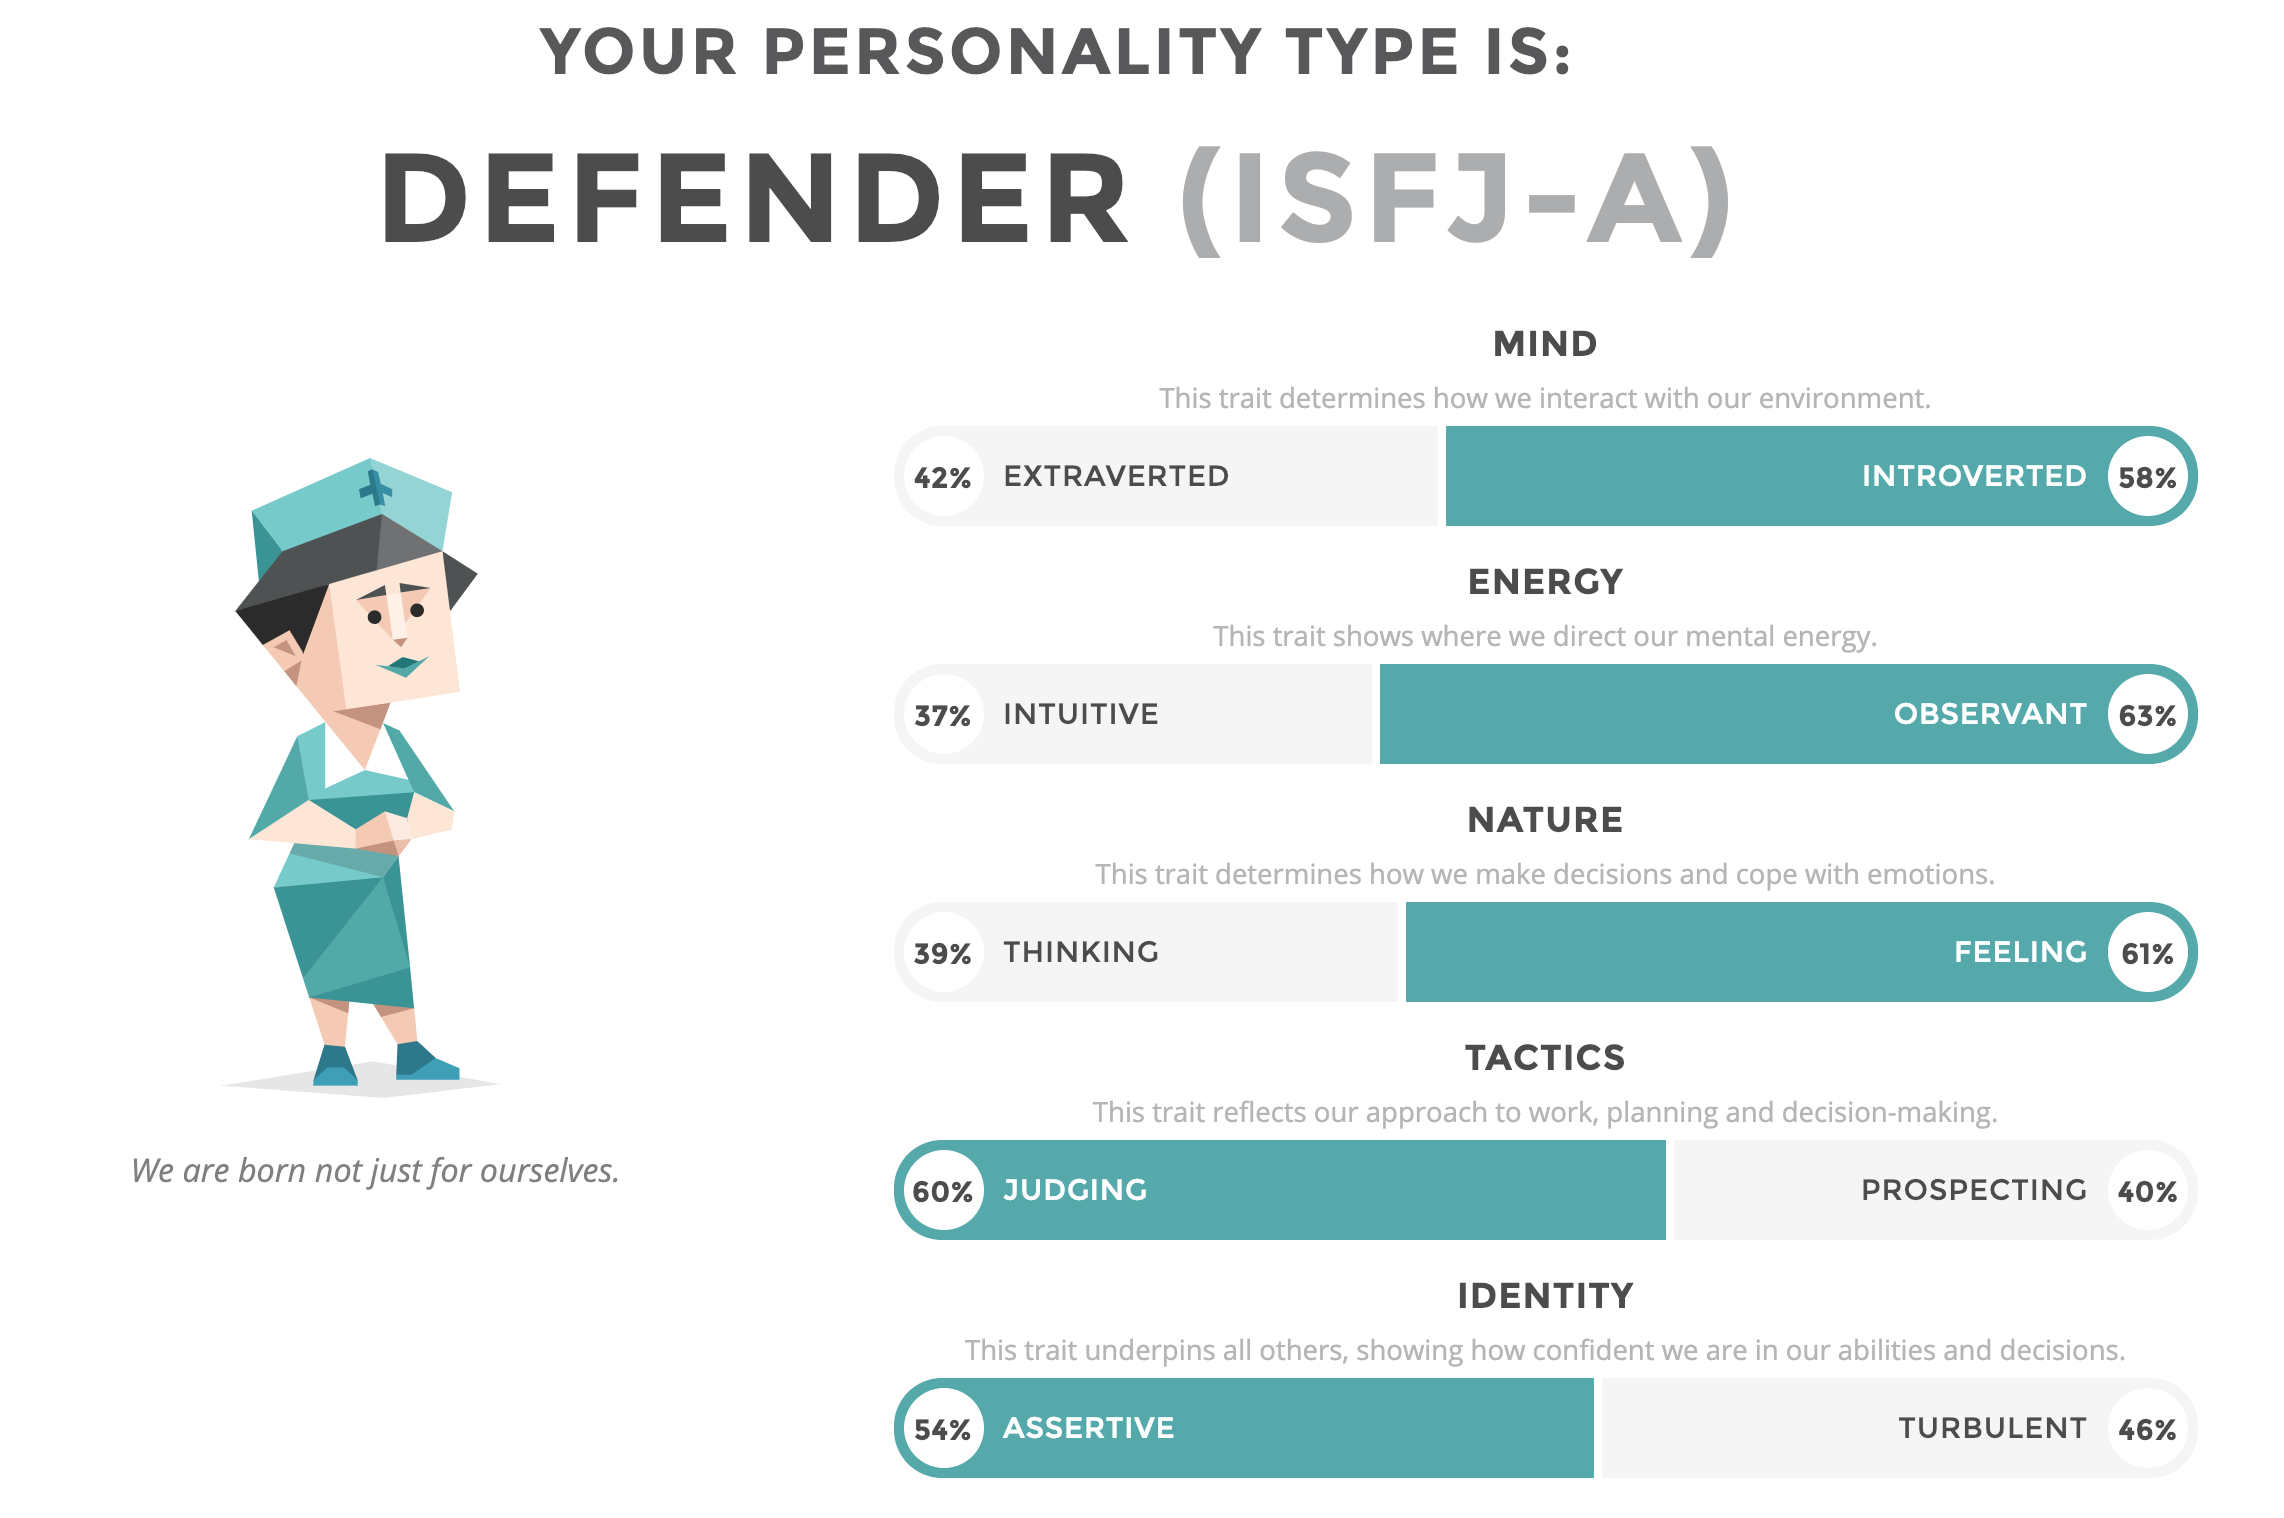 YOUR PERSONALITY TYPE IS:
DEFENDER (ISFJ-A)
We are born not just for ourselves.
MIND
This trait determines how we interact with our environment.
42% EXTRAVERTED INTROVERTED 58%
ENERGY
This trait shows where we direct our mental energy.
37% INTUITIVE OBSERVANT 63%
NATURE
This trait determines how we make decisions and cope with emotions.
39% THINKING FEELING 61%
TACTICS
This trait reflects our approach to work, planning and decision-making.
60% JUDGING PROSPECTING 40%
IDENTITY
This trait underpins all others, showing how confident we are in our abilities and decisions.
54% ASSERTIVE TURBULENT 46%